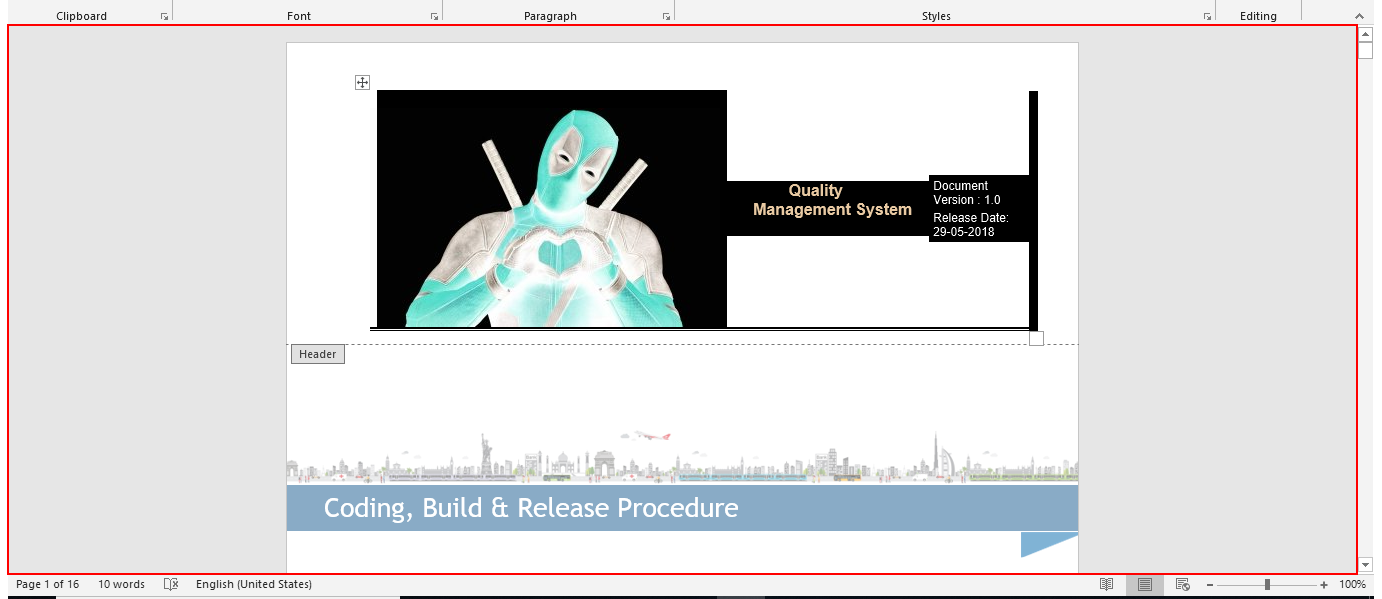 Clipboard
Font
Paragraph
Styles
Editing
Quality
Management System
Document
Version : 1.0
Release Date:
29-05-2018
Header
Coding, Build & Release Procedure
Page 1 of 16
10 words
English (United States)
100%